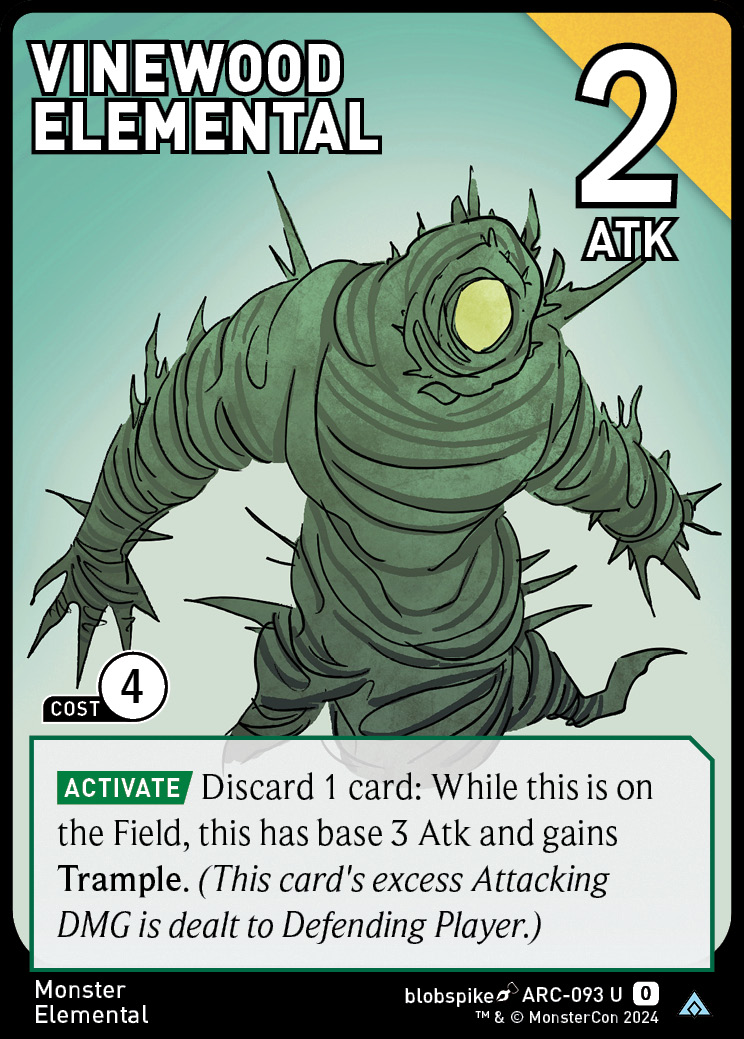 VINEWOOD
ELEMENTAL
2
ATK
COST 4
ACTIVATE Discard 1 card: While this is on
the Field, this has base 3 Atk and gains
Trample. (This card's excess Attacking
DMG is dealt to Defending Player.)
Monster
Elemental
blobspike ARC-093 U 0
™ & © MonsterCon 2024